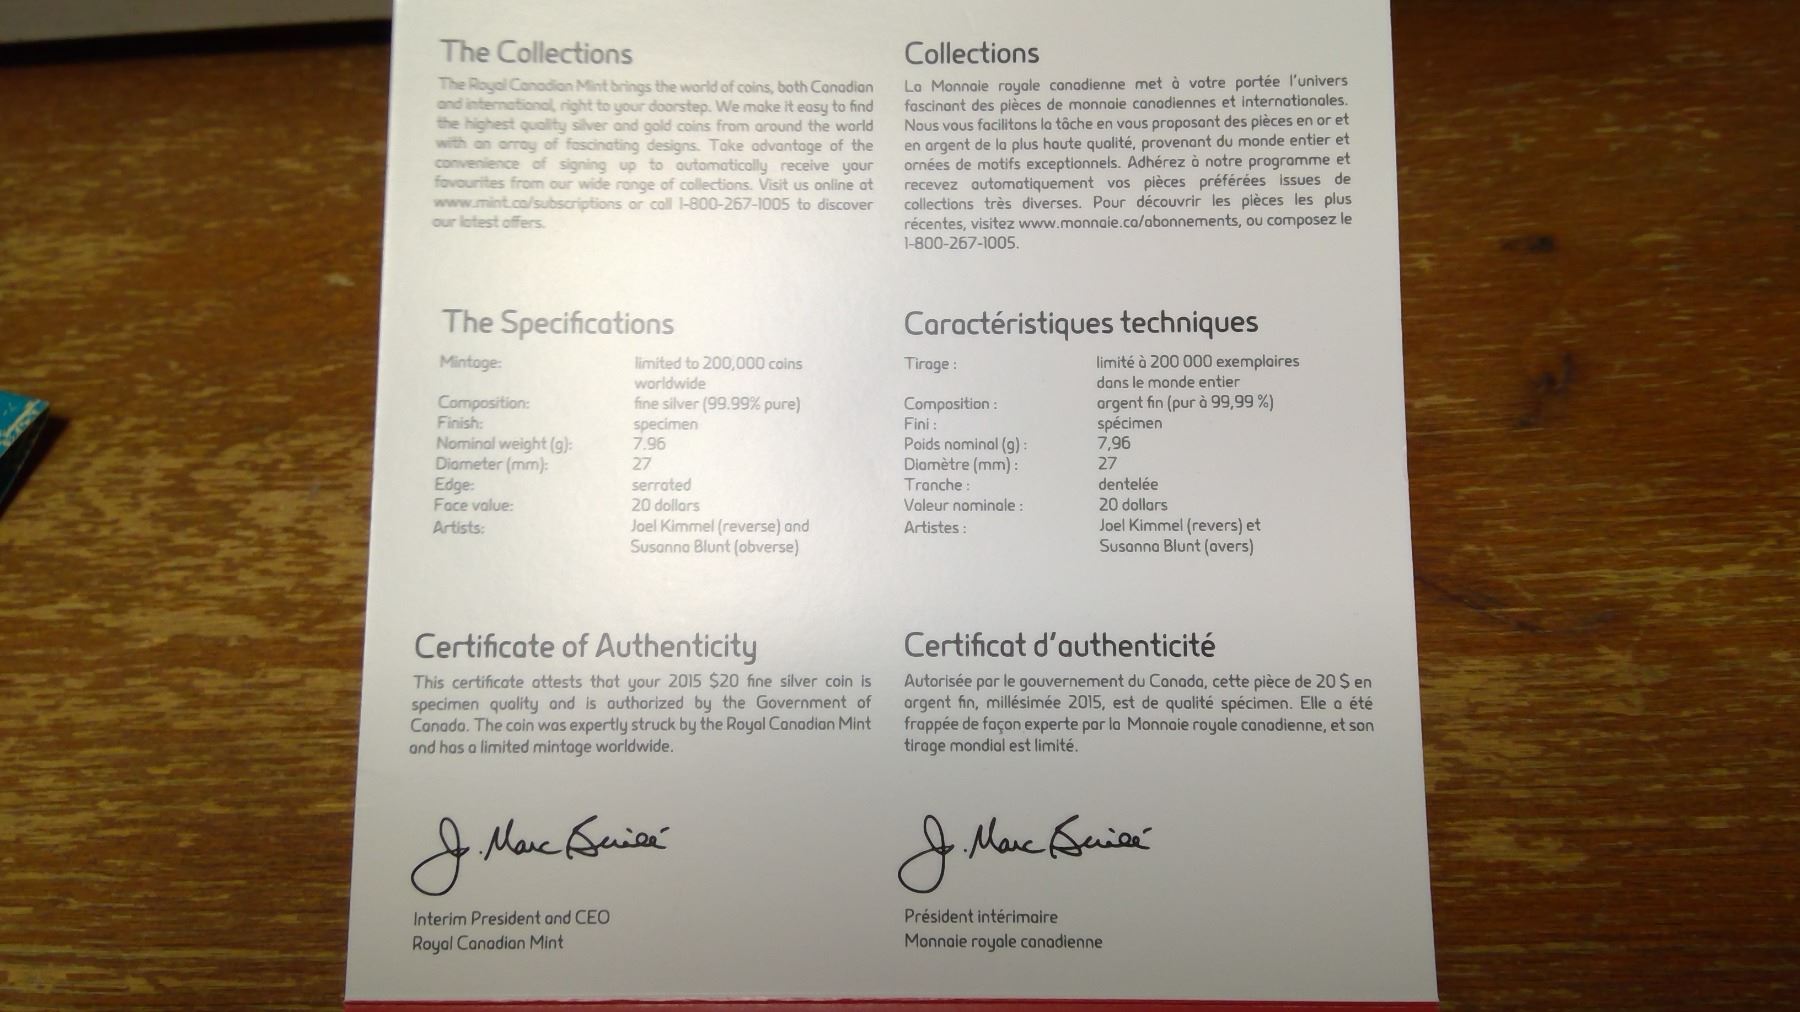 The Collections
The Royal Canadian Mint brings the world of coins, both Canadian
and international, right to your doorstep. We make it easy to find
the highest quality silver and gold coins from around the world
with an array of fascinating designs. Take advantage of the
convenience of signing up to automatically receive your
favourites from our wide range of collections. Visit us online at
www.mint.ca/subscriptions or call 1-800-267-1005 to discover
our latest offers.
Collections
La Monnaie royale canadienne met à votre portée l'univers
fascinant des pièces de monnaie canadiennes et internationales.
Nous vous facilitons la tâche en vous proposant des pièces en or et
en argent de la plus haute qualité, provenant du monde entier et
ornées de motifs exceptionnels. Adhérez à notre programme et
recevez automatiquement vos pièces préférées issues de
collections très diverses. Pour découvrir les pièces les plus
récentes, visitez www.monnaie.ca/abonnements, ou composez le
1-800-267-1005.
The Specifications
Mintage: limited to 200,000 coins
worldwide
Composition: fine silver (99.99% pure)
Finish: specimen
Nominal weight (g): 7.96
Diameter (mm): 27
Edge: serrated
Face value: 20 dollars
Artists: Joel Kimmel (reverse) and
Susanna Blunt (obverse)
Caractéristiques techniques
Tirage : limité à 200 000 exemplaires
dans le monde entier
Composition : argent fin (pur à 99,99 %)
Fini : spécimen
Poids nominal (g) : 7,96
Diamètre (mm) : 27
Tranche : dentelée
Valeur nominale : 20 dollars
Artistes : Joel Kimmel (revers) et
Susanna Blunt (avers)
Certificate of Authenticity
This certificate attests that your 2015 $20 fine silver coin is
specimen quality and is authorized by the Government of
Canada. The coin was expertly struck by the Royal Canadian Mint
and has a limited mintage worldwide.
J. Marc
Interim President and CEO
Royal Canadian Mint
Certificat d'authenticité
Autorisée par le gouvernement du Canada, cette pièce de 20 $ en
argent fin, millésimée 2015, est de qualité spécimen. Elle a été
frappée de façon experte par la Monnaie royale canadienne, et son
tirage mondial est limité.
J. Marc
Président intérimaire
Monnaie royale canadienne